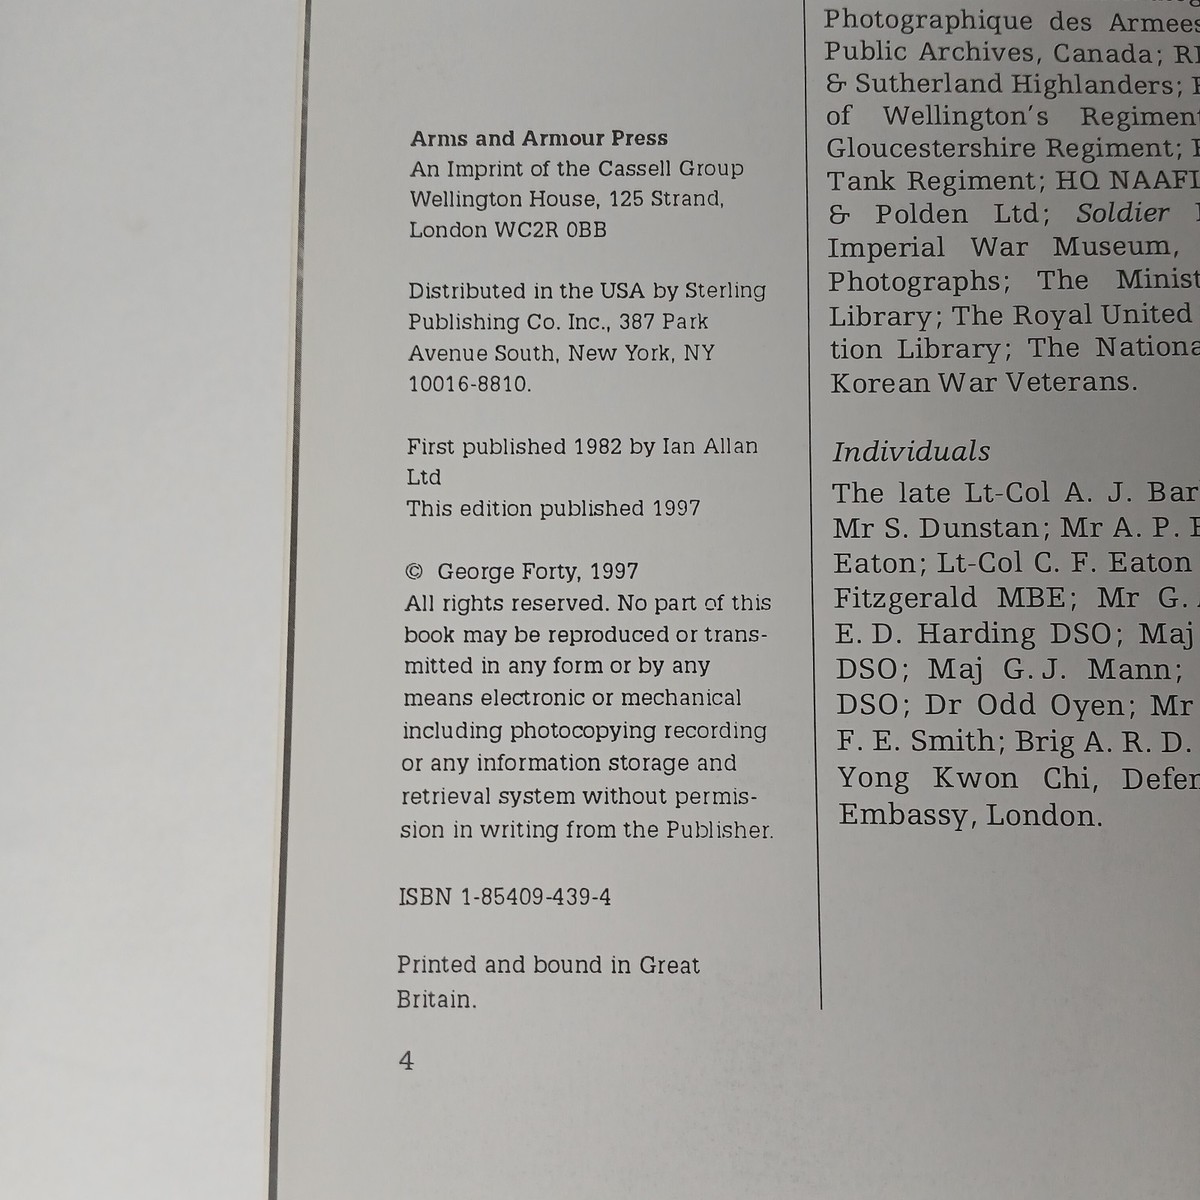 Arms and Armour Press
An Imprint of the Cassell Group
Wellington House, 125 Strand,
London WC2R 0BB
Distributed in the USA by Sterling
Publishing Co. Inc., 387 Park
Avenue South, New York, NY
10016-8810.
First published 1982 by Ian Allan
Ltd
This edition published 1997
© George Forty, 1997
All rights reserved. No part of this
book may be reproduced or trans-
mitted in any form or by any
means electronic or mechanical
including photocopying recording
or any information storage and
retrieval system without permis-
sion in writing from the Publisher.
ISBN 1-85409-439-4
Printed and bound in Great
Britain.
4
Photographique des Armees
Public Archives, Canada;
& Sutherland Highlanders;
of Wellington's Regiment
Gloucestershire Regiment;
Tank Regiment; HQ NAAFI
& Polden Ltd; Soldier
Imperial War Museum,
Photographs; The
Library; The Royal United
tion Library; The
Korean War Veterans.
Individuals
The late Lt-Col A. J.
Mr S. Dunstan; Mr A. P.
Eaton; Lt-Col C. F. Eaton
Fitzgerald MBE; Mr G.
E. D. Harding DSO; Maj
DSO; Maj G. J. Mann;
DSO; Dr Odd Oyen; Mr
F. E. Smith; Brig A. R. D.
Yong Kwon Chi,
Embassy, London.